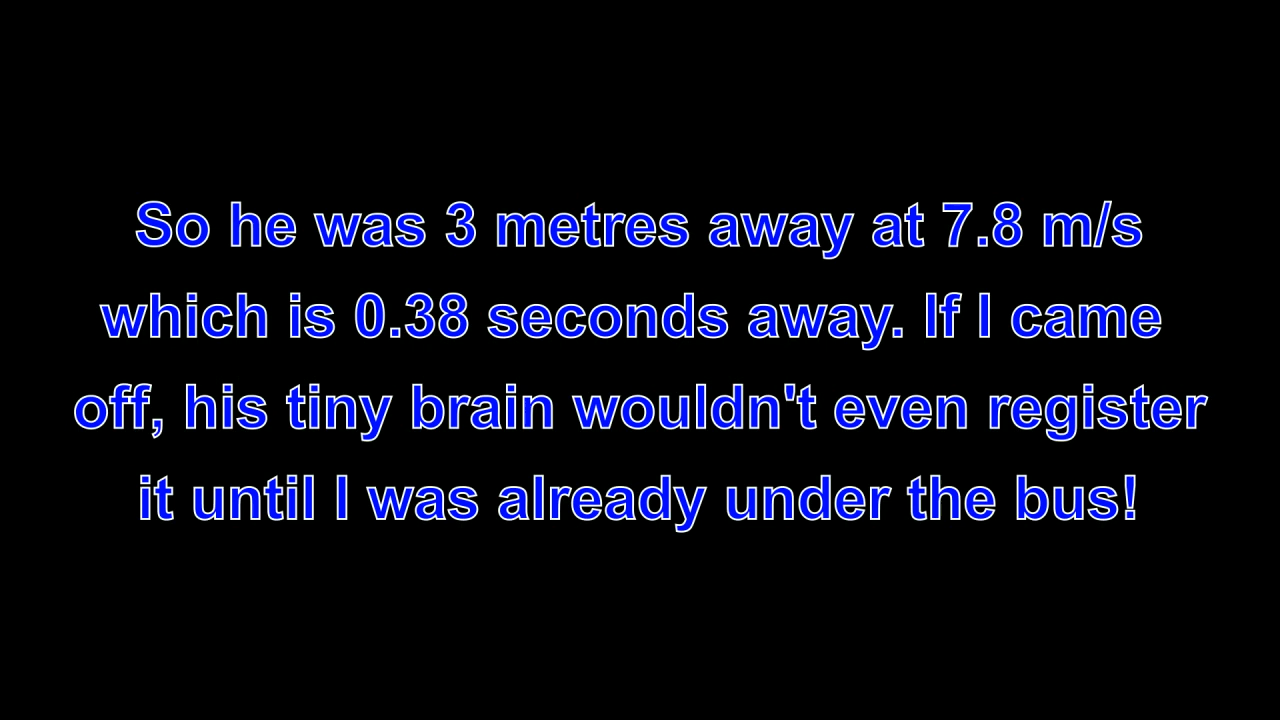 So he was 3 metres away at 7.8 m/s
which is 0.38 seconds away. If I came
off, his tiny brain wouldn't even register
it until I was already under the bus!